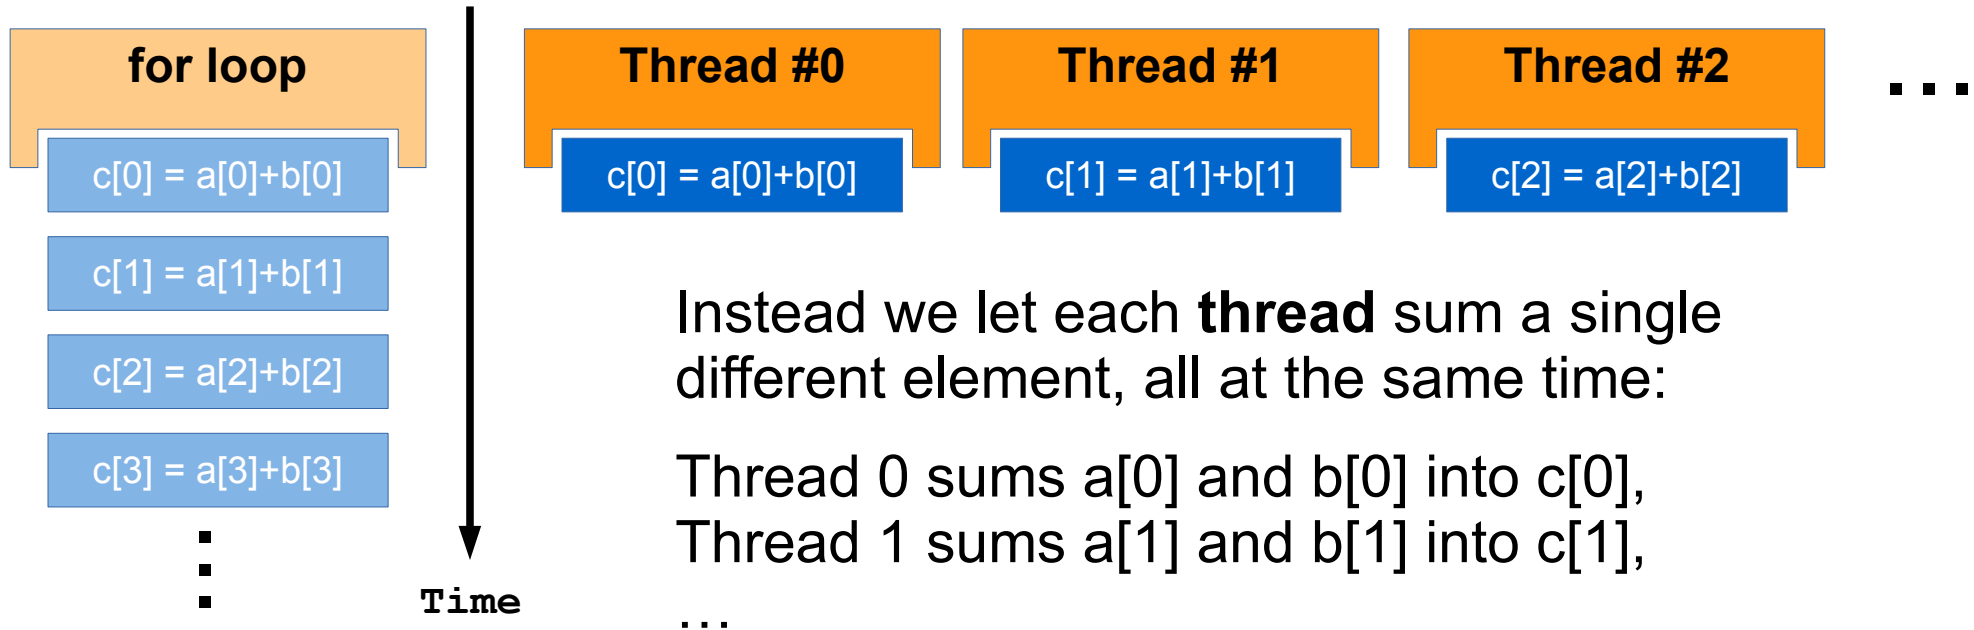 for loop
c[0] = a[0]+b[0]
c[1] = a[1]+b[1]
c[2] = a[2]+b[2]
c[3] = a[3]+b[3]
Time
Thread #0
c[0] = a[0]+b[0]
Thread #1
c[1] = a[1]+b[1]
Thread #2
c[2] = a[2]+b[2]
Instead we let each thread sum a single
different element, all at the same time:
Thread 0 sums a[0] and b[0] into c[0],
Thread 1 sums a[1] and b[1] into c[1],
…